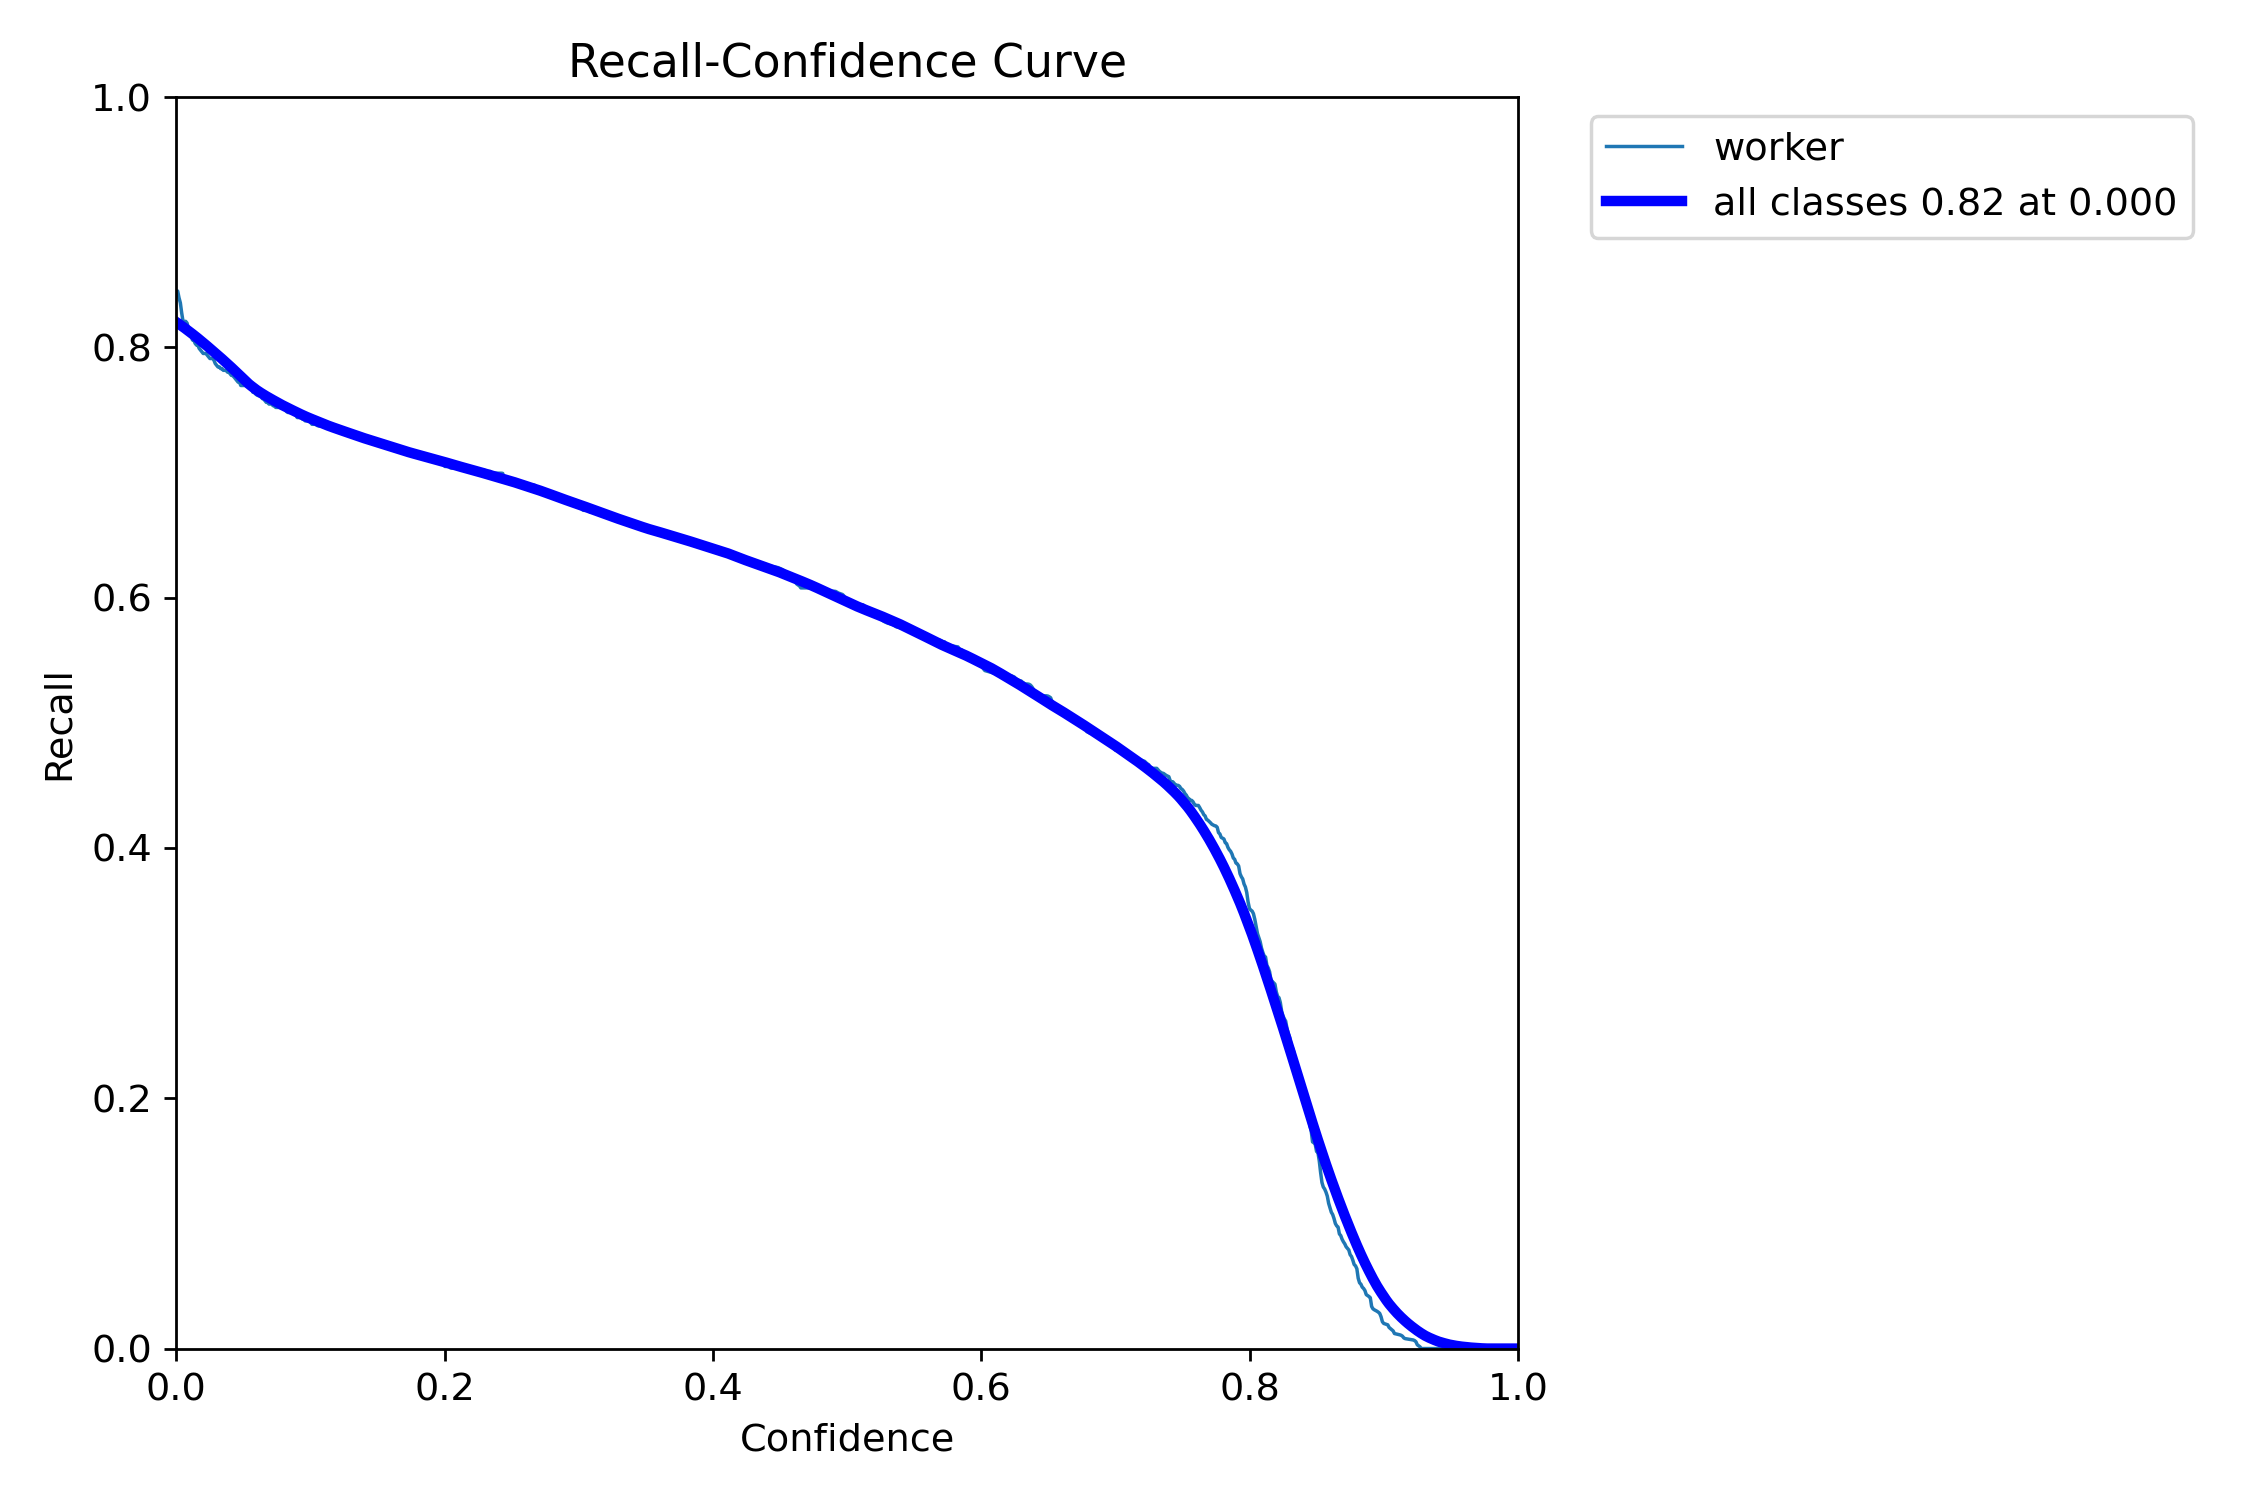 Recall-Confidence Curve
worker
all classes 0.82 at 0.000
1.0
0.8
0.6
0.4
0.2
0.0
Recall
0.0 0.2 0.4 0.6 0.8 1.0
Confidence